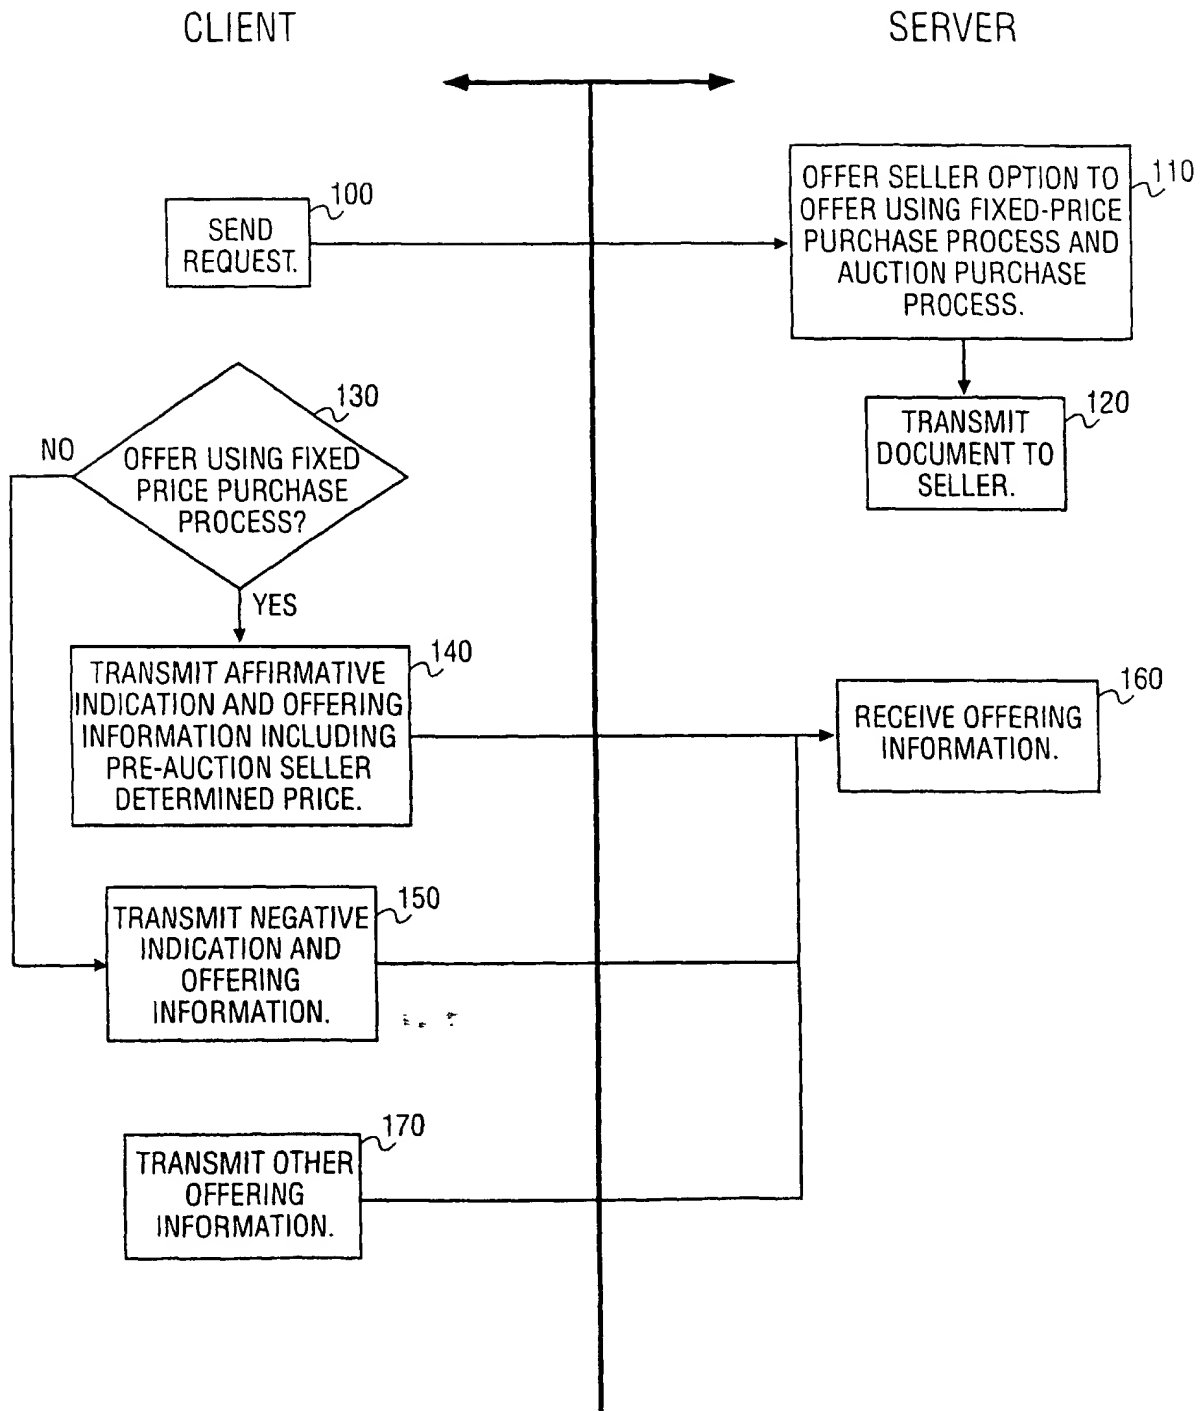 CLIENT
SERVER
100
SEND
REQUEST.
110
OFFER SELLER OPTION TO
OFFER USING FIXED-PRICE
PURCHASE PROCESS AND
AUCTION PURCHASE
PROCESS.
120
TRANSMIT
DOCUMENT TO
SELLER.
130
NO
OFFER USING FIXED
PRICE PURCHASE
PROCESS?
YES
140
TRANSMIT AFFIRMATIVE
INDICATION AND OFFERING
INFORMATION INCLUDING
PRE-AUCTION SELLER
DETERMINED PRICE.
160
RECEIVE OFFERING
INFORMATION.
150
TRANSMIT NEGATIVE
INDICATION AND
OFFERING
INFORMATION.
170
TRANSMIT OTHER
OFFERING
INFORMATION.